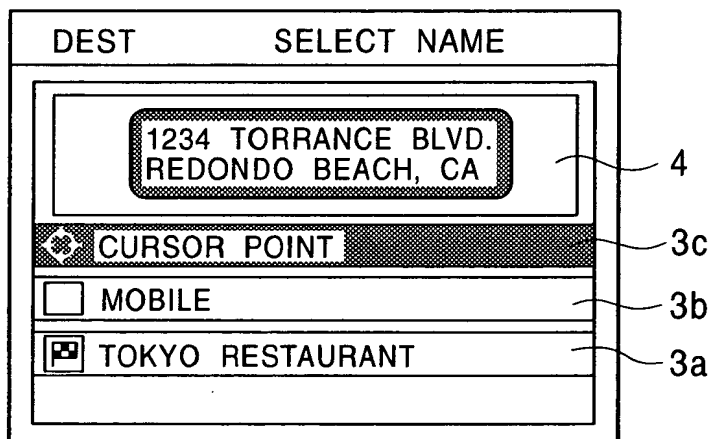 DEST SELECT NAME
1234 TORRANCE BLVD.
REDONDO BEACH, CA
4
CURSOR POINT
3c
MOBILE
3b
TOKYO RESTAURANT
3a